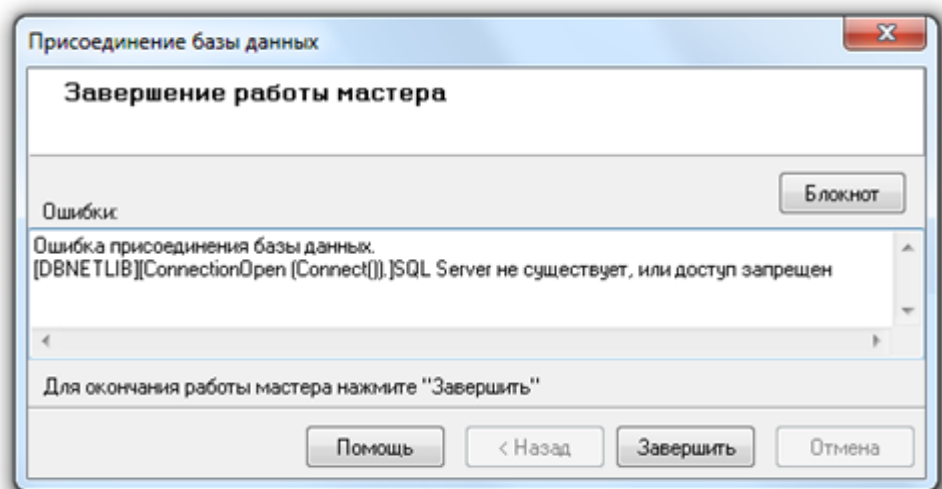 Присоединение базы данных
Завершение работы мастера
Блокнот
Ошибки:
Ошибка присоединения базы данных.
[DBNETLIB][ConnectionOpen (Connect()).]SQL Server не существует, или доступ запрещен
Для окончания работы мастера нажмите "Завершить"
Помощь
< Назад
Завершить
Отмена